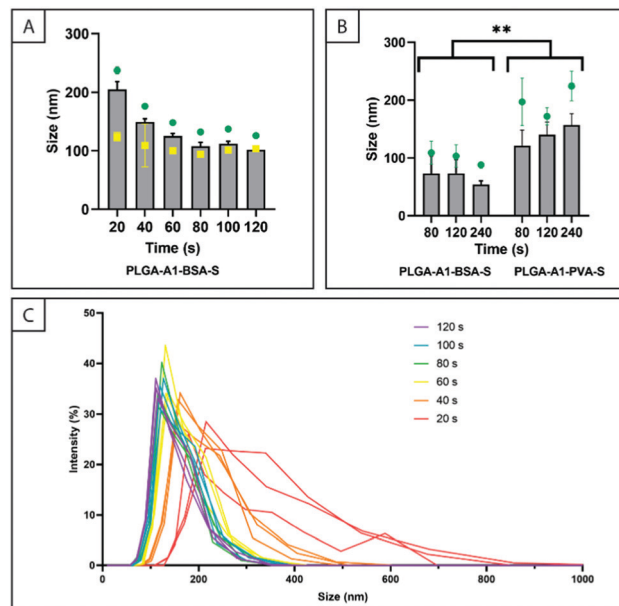 A
300
200
100
0
Size (nm)
20 40 60 80 100 120
Time (s)
PLGA-A1-BSA-S
B
**
300
200
100
0
Size (nm)
80 120 240 80 120 240
Time (s)
PLGA-A1-BSA-S PLGA-A1-PVA-S
C
50
40
30
20
10
0
Intensity (%)
120 s
100 s
80 s
60 s
40 s
20 s
0 200 400 600 800 1000
Size (nm)